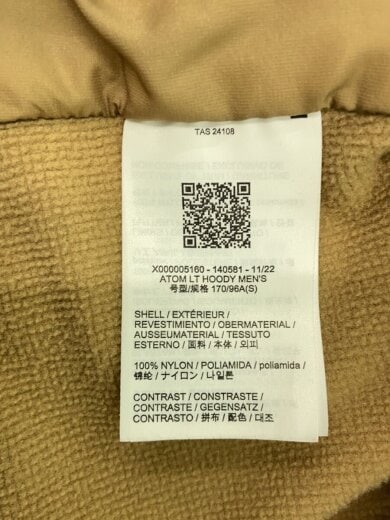 TAS 24108
X000005160 - 140581 - 11/22
ATOM LT HOODY MEN'S
号型/规格 170/96A(S)
SHELL / EXTÉRIEUR /
REVESTIMIENTO / OBERMATERIAL /
AUSSEUMATERIAL / TESSUTO
ESTERNO / 面料 / 本体 / 외피
100% NYLON / POLIAMIDA / poliamida /
锦纶 / ナイロン / 나일론
CONTRAST / CONSTRASTE /
CONTRASTE / GEGENSATZ /
CONTRASTO / 拼布 / 配色 / 대조